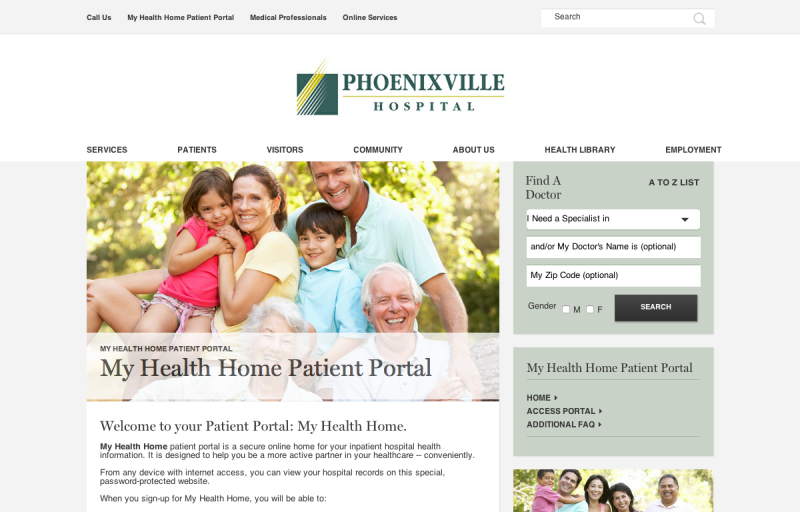 Call Us My Health Home Patient Portal Medical Professionals Online Services Search
PHOENIXVILLE
HOSPITAL
SERVICES PATIENTS VISITORS COMMUNITY ABOUT US HEALTH LIBRARY EMPLOYMENT
MY HEALTH HOME PATIENT PORTAL
My Health Home Patient Portal
Welcome to your Patient Portal: My Health Home.
My Health Home patient portal is a secure online home for your inpatient hospital health
information. It is designed to help you be a more active partner in your healthcare – conveniently.
From any device with internet access, you can view your hospital records on this special,
password-protected website.
When you sign-up for My Health Home, you will be able to:
Find A
Doctor
A TO Z LIST
I Need a Specialist in
and/or My Doctor's Name is (optional)
My Zip Code (optional)
Gender M F SEARCH
My Health Home Patient Portal
HOME
ACCESS PORTAL
ADDITIONAL FAQ